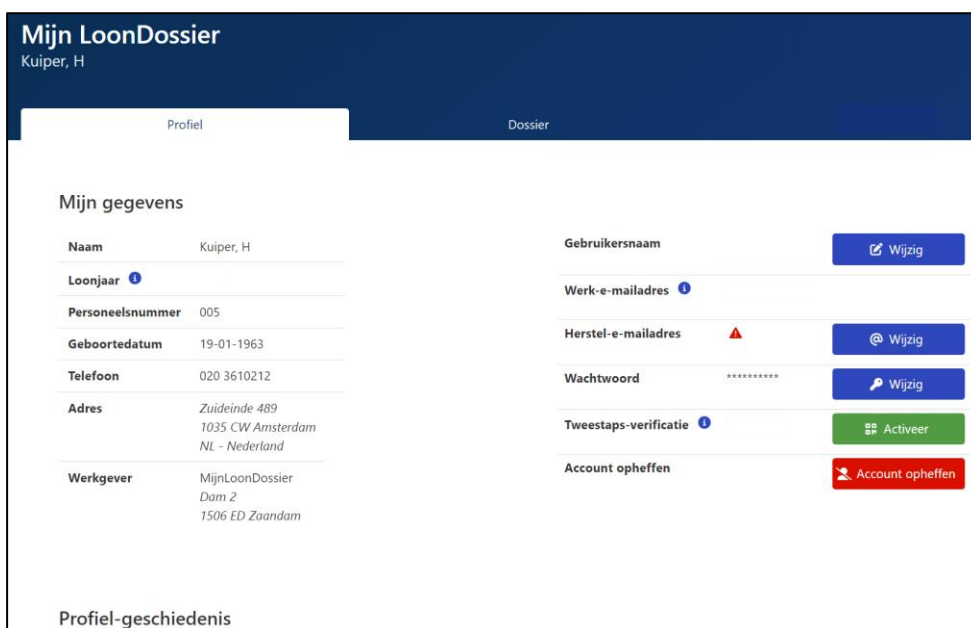 Mijn LoonDossier
Kuiper, H
Profiel
Dossier
Mijn gegevens
Naam Kuiper, H
Loonjaar
Personeelsnummer 005
Geboortedatum 19-01-1963
Telefoon 020 3610212
Adres Zuideinde 489
1035 CW Amsterdam
NL - Nederland
Werkgever MijnLoonDossier
Dam 2
1506 ED Zaandam
Gebruikersnaam Wijzig
Werk-e-mailadres
Herstel-e-mailadres @ Wijzig
Wachtwoord ********** Wijzig
Tweestaps-verificatie Activeer
Account opheffen Account opheffen
Profiel-geschiedenis